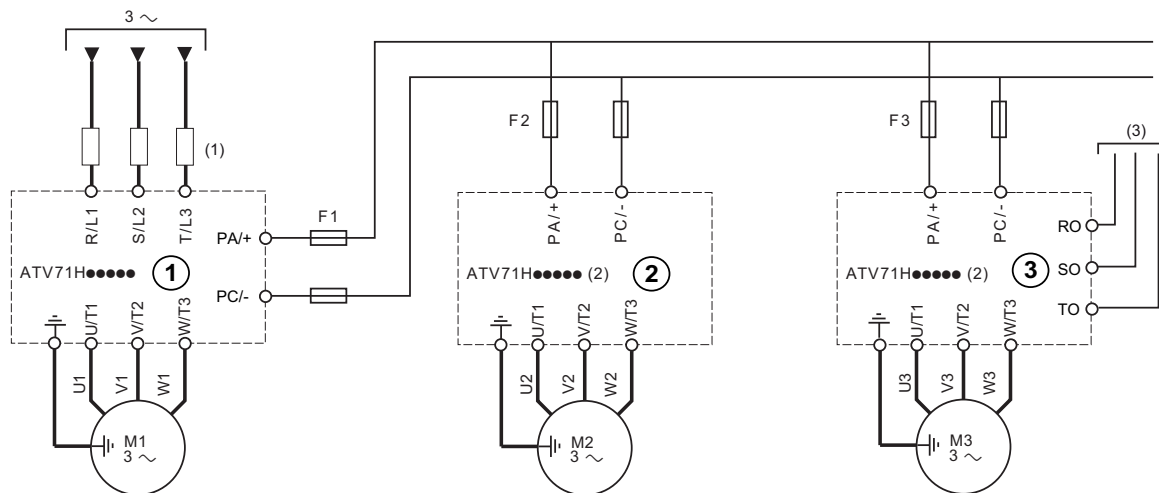 3 ∼
(1)
R/L1
S/L2
T/L3
PA/+
F1
ATV71H●●●●●
1
PC/-
U/T1
V/T2
W/T3
U1
V1
W1
M1
3 ∼
F2
PA/+
PC/-
ATV71H●●●●● (2)
2
U/T1
V/T2
W/T3
U2
V2
W2
M2
3 ∼
F3
(3)
PA/+
PC/-
RO
ATV71H●●●●● (2)
3
SO
TO
U/T1
V/T2
W/T3
U3
V3
W3
M3
3 ∼